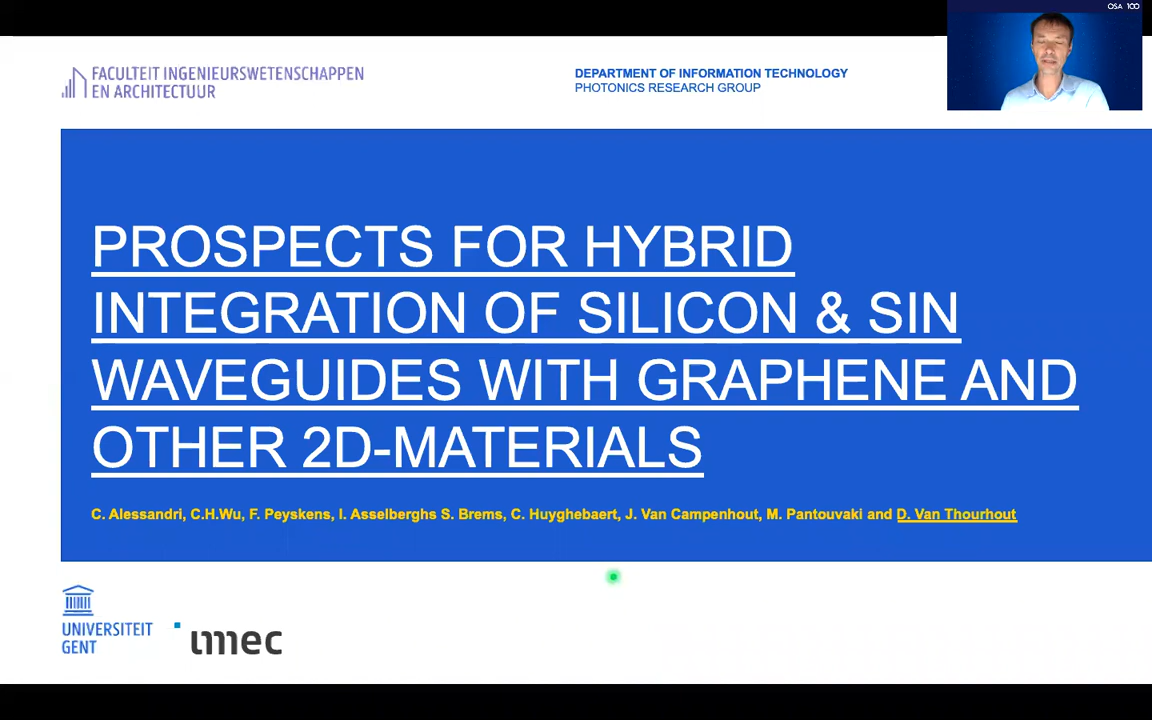 OSA 100
FACULTEIT INGENIEURSWETENSCHAPPEN
EN ARCHITECTUUR
DEPARTMENT OF INFORMATION TECHNOLOGY
PHOTONICS RESEARCH GROUP
PROSPECTS FOR HYBRID
INTEGRATION OF SILICON & SIN
WAVEGUIDES WITH GRAPHENE AND
OTHER 2D-MATERIALS
C. Alessandri, C.H.Wu, F. Peyskens, I. Asselberghs S. Brems, C. Huyghebaert, J. Van Campenhout, M. Pantouvaki and D. Van Thourhout
UNIVERSITEIT
GENT
imec